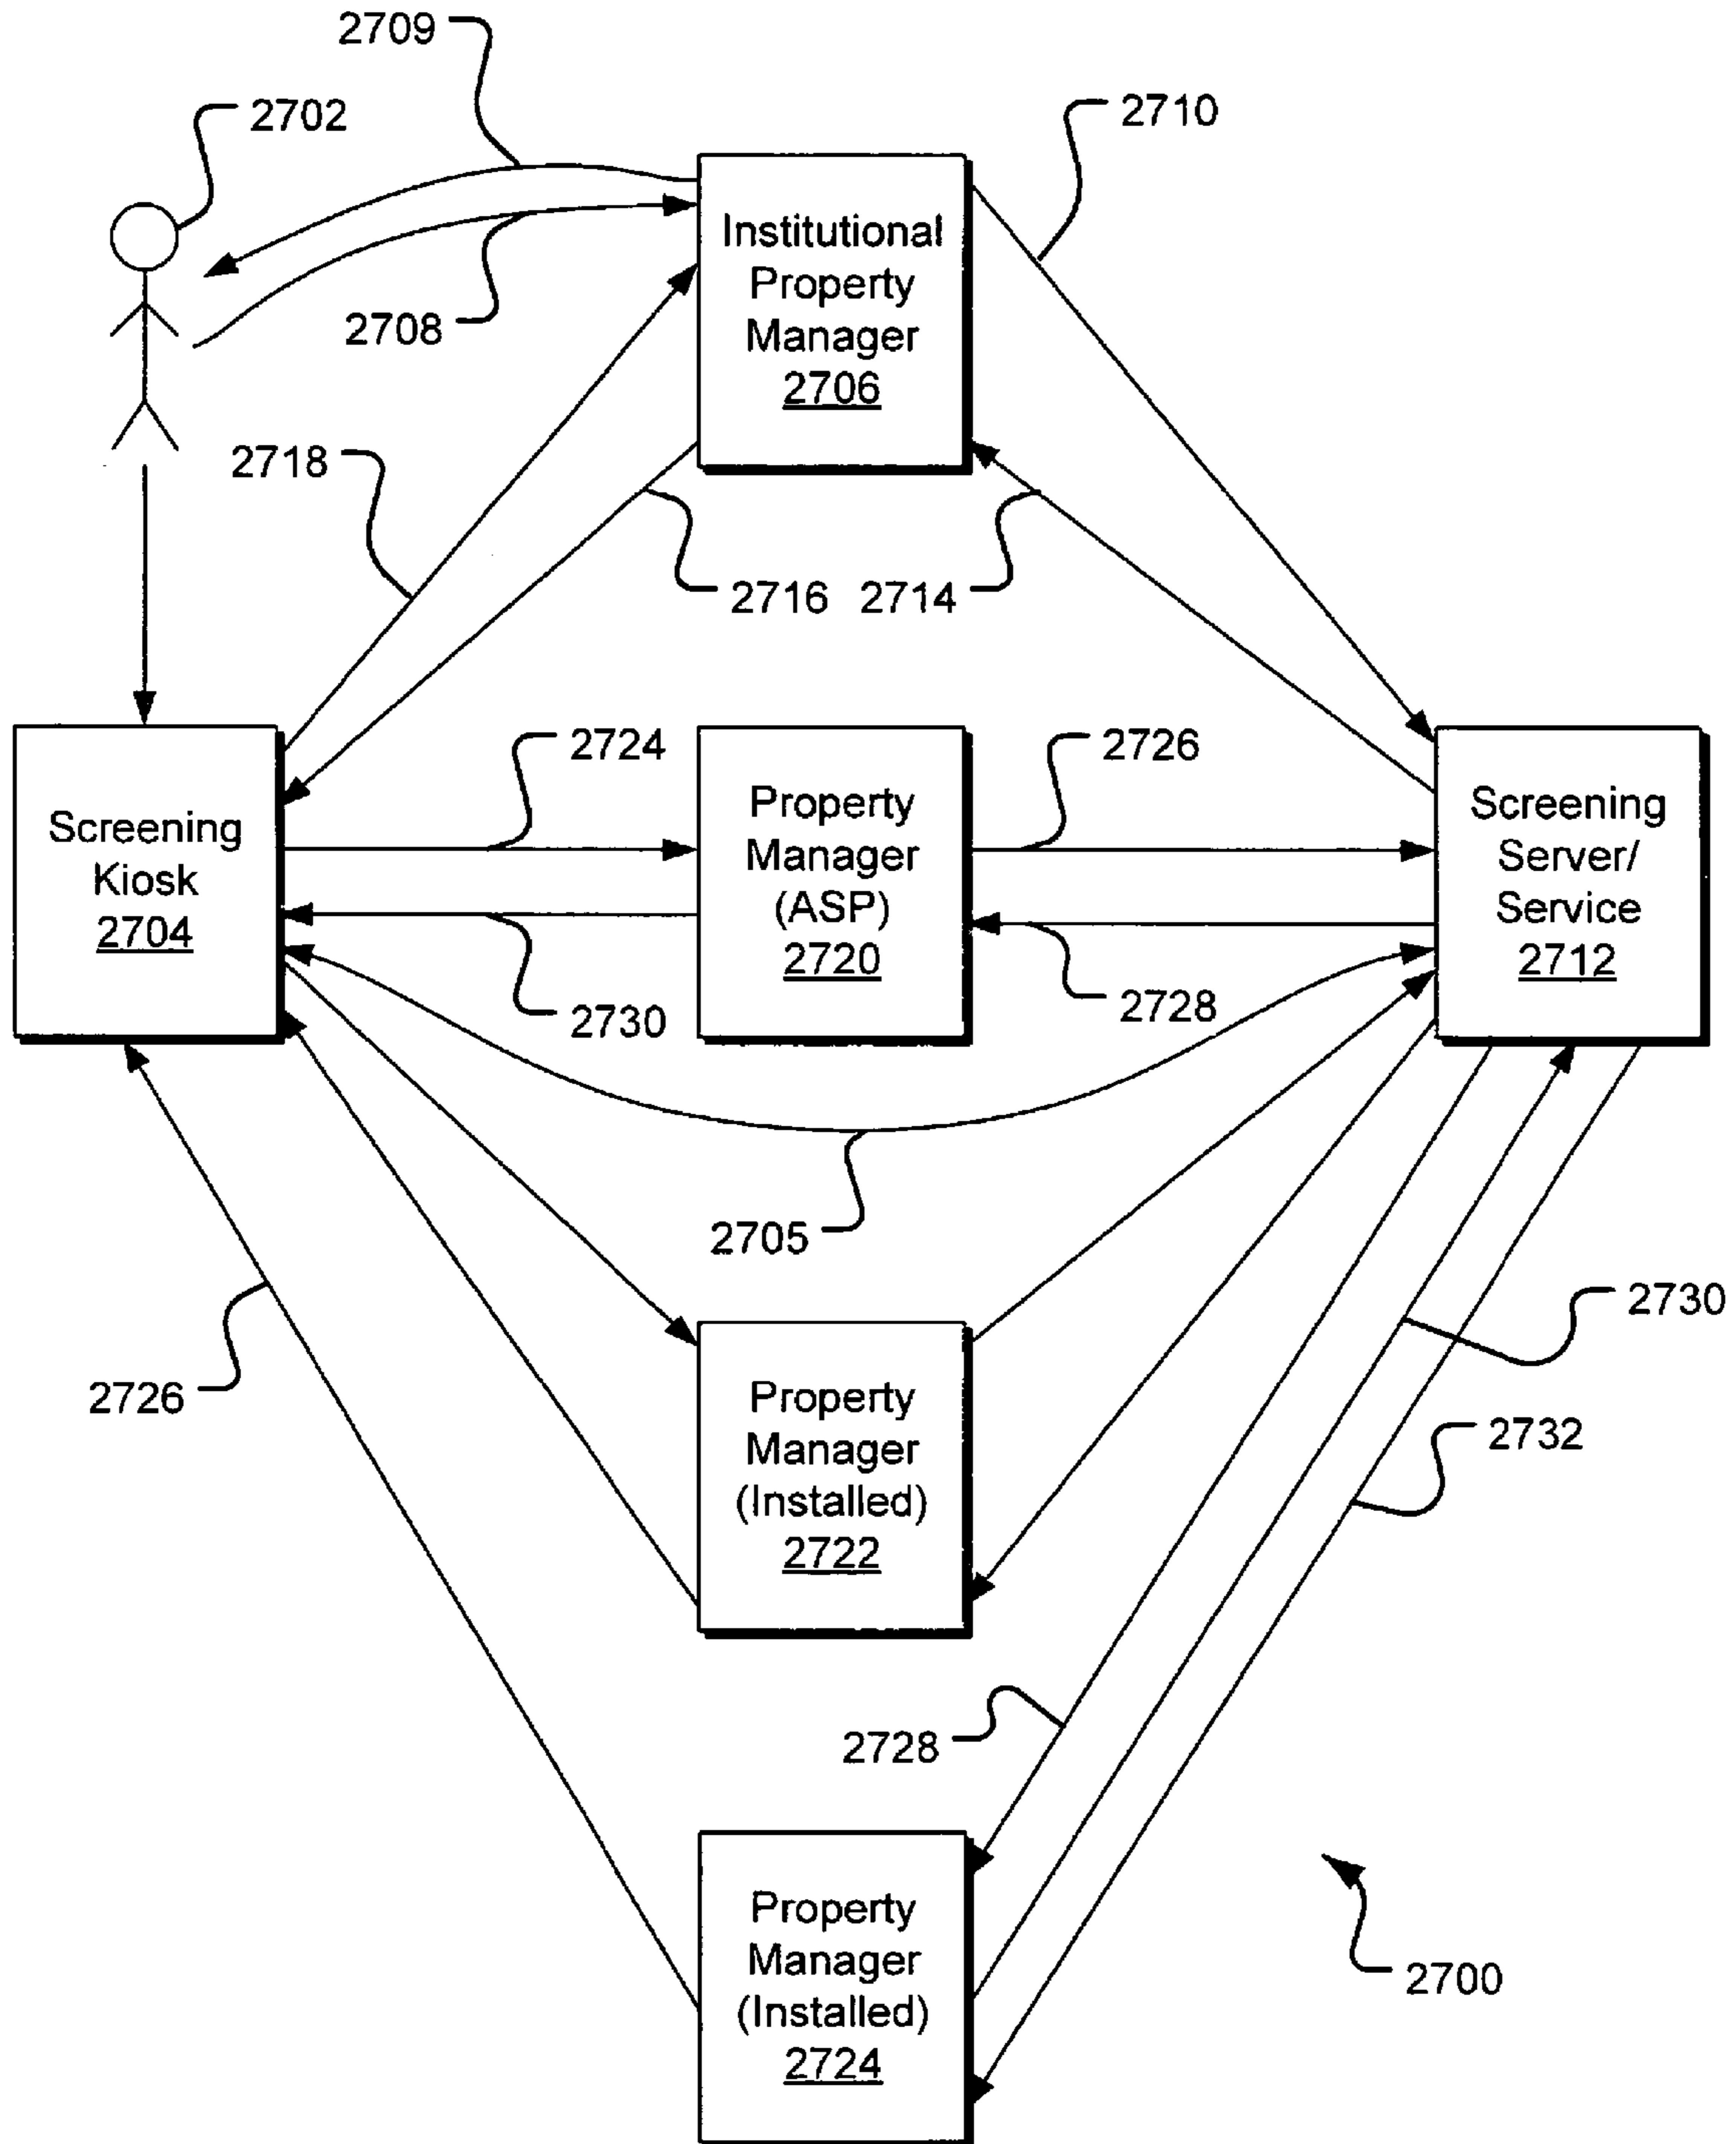 2709
2702
2710
Institutional
Property
Manager
2706
2708
2718
2716
2714
2724
2726
Screening
Kiosk
2704
Property
Manager
(ASP)
2720
Screening
Server/
Service
2712
2730
2728
2705
2726
2730
Property
Manager
(Installed)
2722
2732
2728
Property
Manager
(Installed)
2724
2700